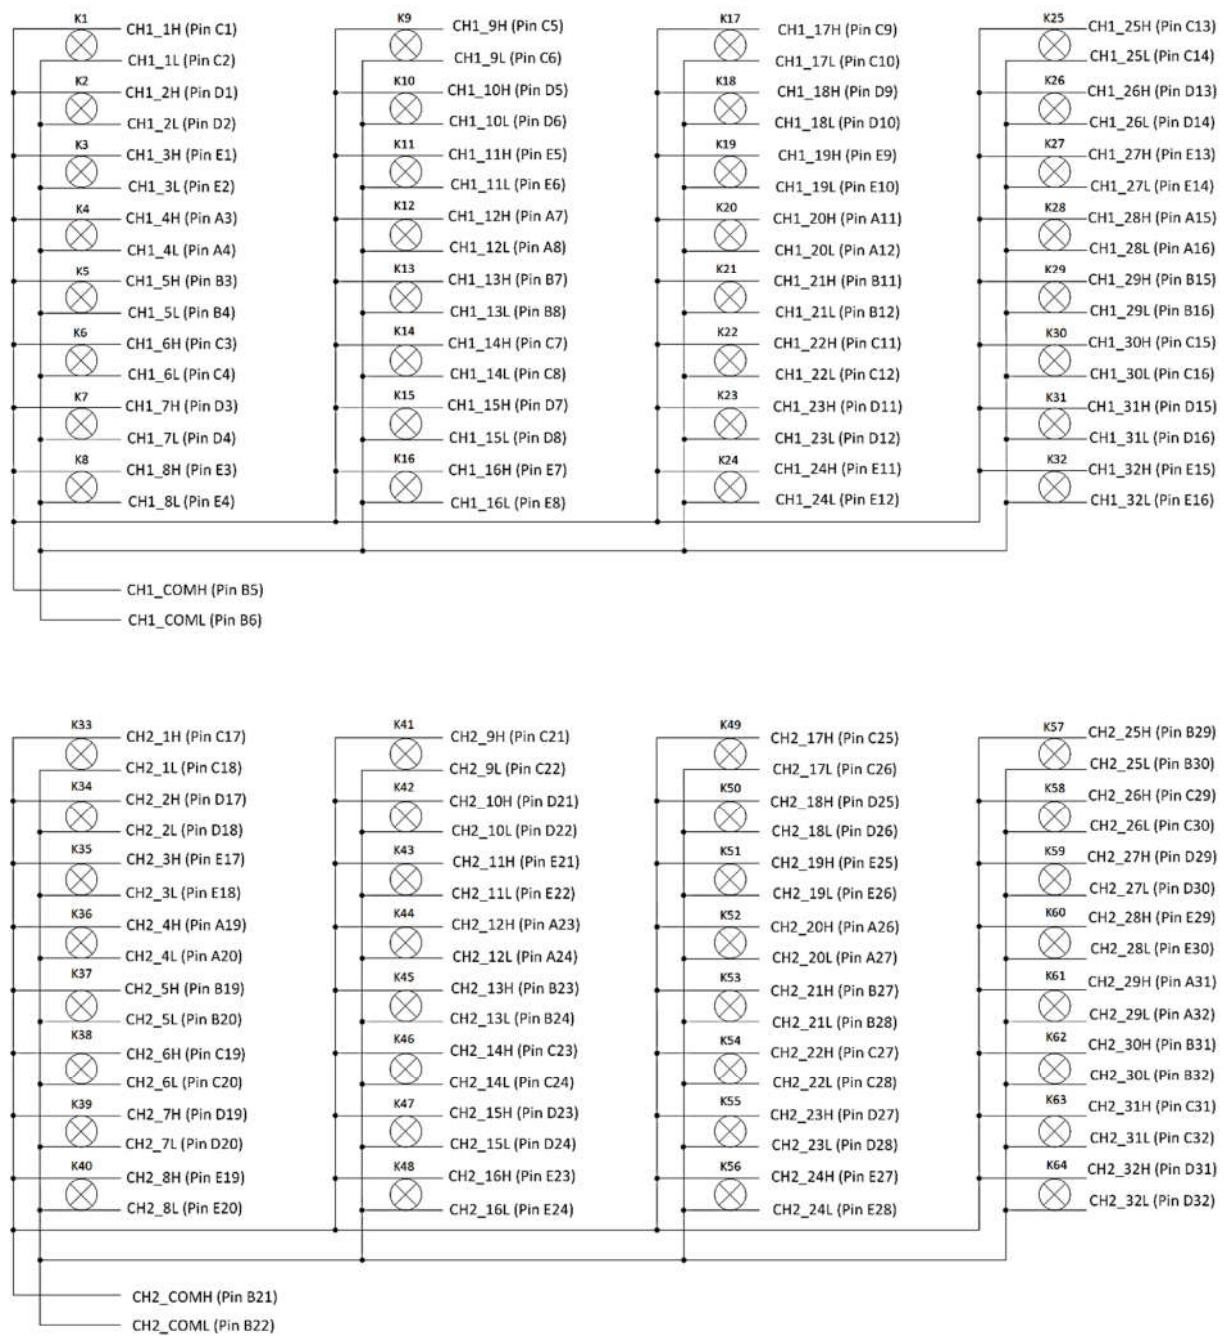 K1
CH1_1H (Pin C1)
CH1_1L (Pin C2)
K2
CH1_2H (Pin D1)
CH1_2L (Pin D2)
K3
CH1_3H (Pin E1)
CH1_3L (Pin E2)
K4
CH1_4H (Pin A3)
CH1_4L (Pin A4)
K5
CH1_5H (Pin B3)
CH1_5L (Pin B4)
K6
CH1_6H (Pin C3)
CH1_6L (Pin C4)
K7
CH1_7H (Pin D3)
CH1_7L (Pin D4)
K8
CH1_8H (Pin E3)
CH1_8L (Pin E4)
K9
CH1_9H (Pin C5)
CH1_9L (Pin C6)
K10
CH1_10H (Pin D5)
CH1_10L (Pin D6)
K11
CH1_11H (Pin E5)
CH1_11L (Pin E6)
K12
CH1_12H (Pin A7)
CH1_12L (Pin A8)
K13
CH1_13H (Pin B7)
CH1_13L (Pin B8)
K14
CH1_14H (Pin C7)
CH1_14L (Pin C8)
K15
CH1_15H (Pin D7)
CH1_15L (Pin D8)
K16
CH1_16H (Pin E7)
CH1_16L (Pin E8)
K17
CH1_17H (Pin C9)
CH1_17L (Pin C10)
K18
CH1_18H (Pin D9)
CH1_18L (Pin D10)
K19
CH1_19H (Pin E9)
CH1_19L (Pin E10)
K20
CH1_20H (Pin A11)
CH1_20L (Pin A12)
K21
CH1_21H (Pin B11)
CH1_21L (Pin B12)
K22
CH1_22H (Pin C11)
CH1_22L (Pin C12)
K23
CH1_23H (Pin D11)
CH1_23L (Pin D12)
K24
CH1_24H (Pin E11)
CH1_24L (Pin E12)
K25
CH1_25H (Pin C13)
CH1_25L (Pin C14)
K26
CH1_26H (Pin D13)
CH1_26L (Pin D14)
K27
CH1_27H (Pin E13)
CH1_27L (Pin E14)
K28
CH1_28H (Pin A15)
CH1_28L (Pin A16)
K29
CH1_29H (Pin B15)
CH1_29L (Pin B16)
K30
CH1_30H (Pin C15)
CH1_30L (Pin C16)
K31
CH1_31H (Pin D15)
CH1_31L (Pin D16)
K32
CH1_32H (Pin E15)
CH1_32L (Pin E16)
CH1_COMH (Pin B5)
CH1_COML (Pin B6)
K33
CH2_1H (Pin C17)
CH2_1L (Pin C18)
K34
CH2_2H (Pin D17)
CH2_2L (Pin D18)
K35
CH2_3H (Pin E17)
CH2_3L (Pin E18)
K36
CH2_4H (Pin A19)
CH2_4L (Pin A20)
K37
CH2_5H (Pin B19)
CH2_5L (Pin B20)
K38
CH2_6H (Pin C19)
CH2_6L (Pin C20)
K39
CH2_7H (Pin D19)
CH2_7L (Pin D20)
K40
CH2_8H (Pin E19)
CH2_8L (Pin E20)
K41
CH2_9H (Pin C21)
CH2_9L (Pin C22)
K42
CH2_10H (Pin D21)
CH2_10L (Pin D22)
K43
CH2_11H (Pin E21)
CH2_11L (Pin E22)
K44
CH2_12H (Pin A23)
CH2_12L (Pin A24)
K45
CH2_13H (Pin B23)
CH2_13L (Pin B24)
K46
CH2_14H (Pin C23)
CH2_14L (Pin C24)
K47
CH2_15H (Pin D23)
CH2_15L (Pin D24)
K48
CH2_16H (Pin E23)
CH2_16L (Pin E24)
K49
CH2_17H (Pin C25)
CH2_17L (Pin C26)
K50
CH2_18H (Pin D25)
CH2_18L (Pin D26)
K51
CH2_19H (Pin E25)
CH2_19L (Pin E26)
K52
CH2_20H (Pin A26)
CH2_20L (Pin A27)
K53
CH2_21H (Pin B27)
CH2_21L (Pin B28)
K54
CH2_22H (Pin C27)
CH2_22L (Pin C28)
K55
CH2_23H (Pin D27)
CH2_23L (Pin D28)
K56
CH2_24H (Pin E27)
CH2_24L (Pin E28)
K57
CH2_25H (Pin B29)
CH2_25L (Pin B30)
K58
CH2_26H (Pin C29)
CH2_26L (Pin C30)
K59
CH2_27H (Pin D29)
CH2_27L (Pin D30)
K60
CH2_28H (Pin E29)
CH2_28L (Pin E30)
K61
CH2_29H (Pin A31)
CH2_29L (Pin A32)
K62
CH2_30H (Pin B31)
CH2_30L (Pin B32)
K63
CH2_31H (Pin C31)
CH2_31L (Pin C32)
K64
CH2_32H (Pin D31)
CH2_32L (Pin D32)
CH2_COMH (Pin B21)
CH2_COML (Pin B22)